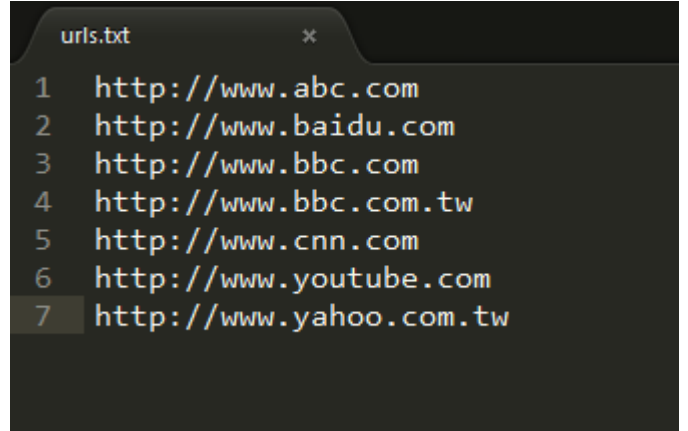 urls.txt ×
1 http://www.abc.com
2 http://www.baidu.com
3 http://www.bbc.com
4 http://www.bbc.com.tw
5 http://www.cnn.com
6 http://www.youtube.com
7 http://www.yahoo.com.tw